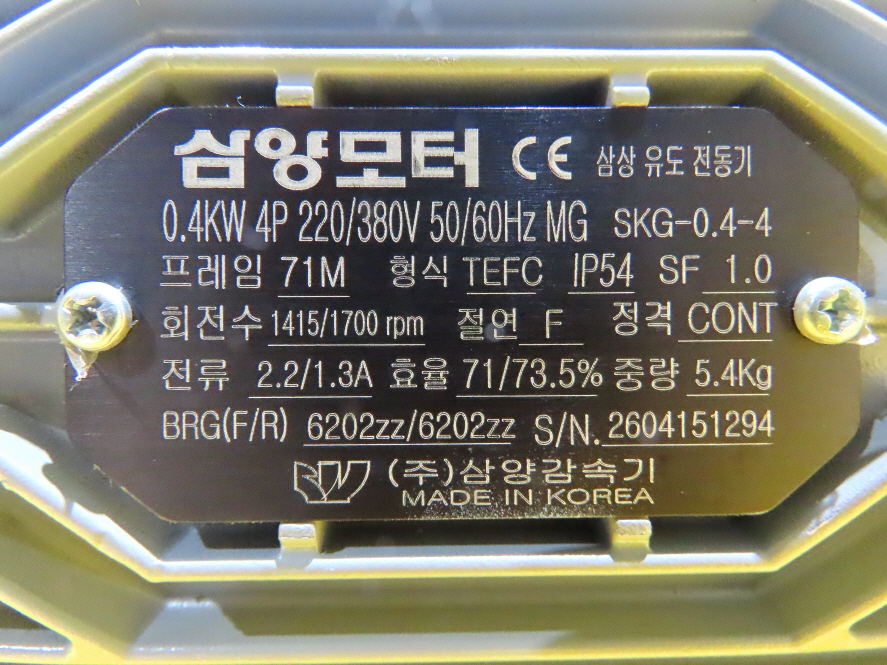 삼양모터 CE 삼상 유도 전동기
0.4KW 4P 220/380V 50/60Hz MG SKG-0.4-4
프레임 71M 형식 TEFC IP54 SF 1.0
회전수 1415/1700 rpm 절연 F 정격 CONT
전류 2.2/1.3A 효율 71/73.5% 중량 5.4Kg
BRG(F/R) 6202zz/6202zz S/N. 2604151294
(주)삼양감속기
MADE IN KOREA